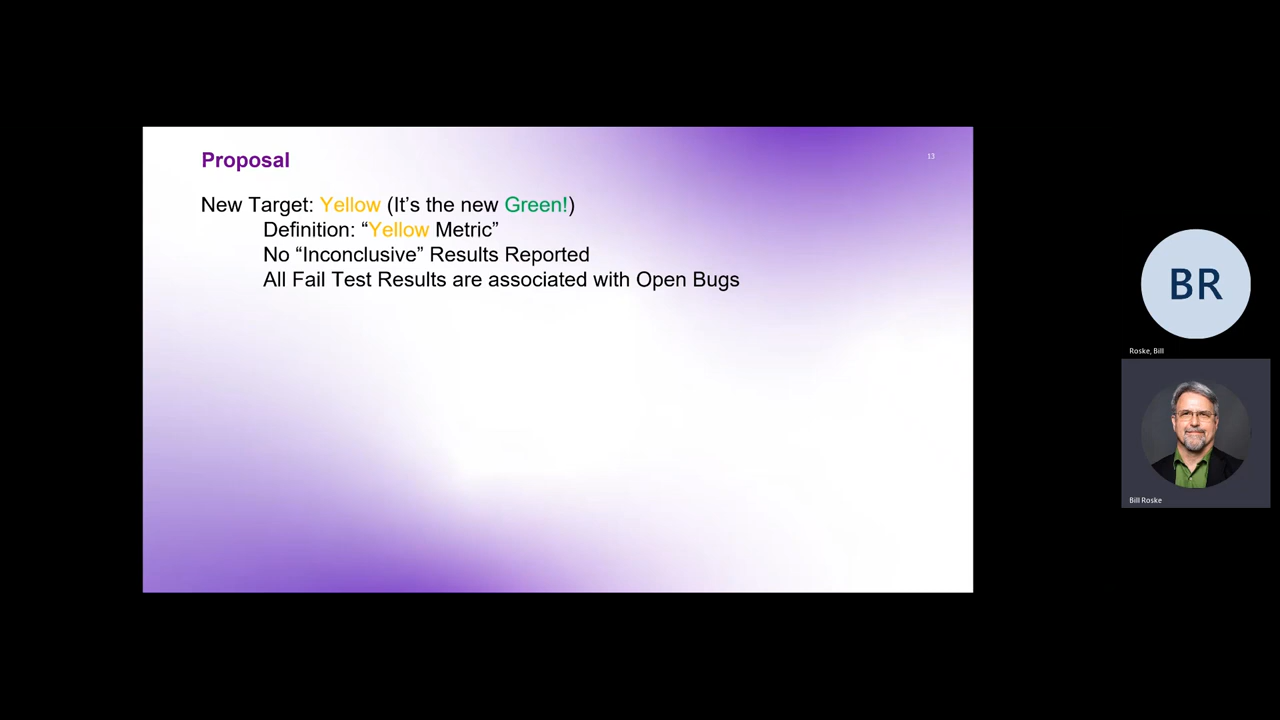 Proposal
13
New Target: Yellow (It’s the new Green!)
Definition: “Yellow Metric”
No “Inconclusive” Results Reported
All Fail Test Results are associated with Open Bugs
BR
Roske, Bill
Bill Roske